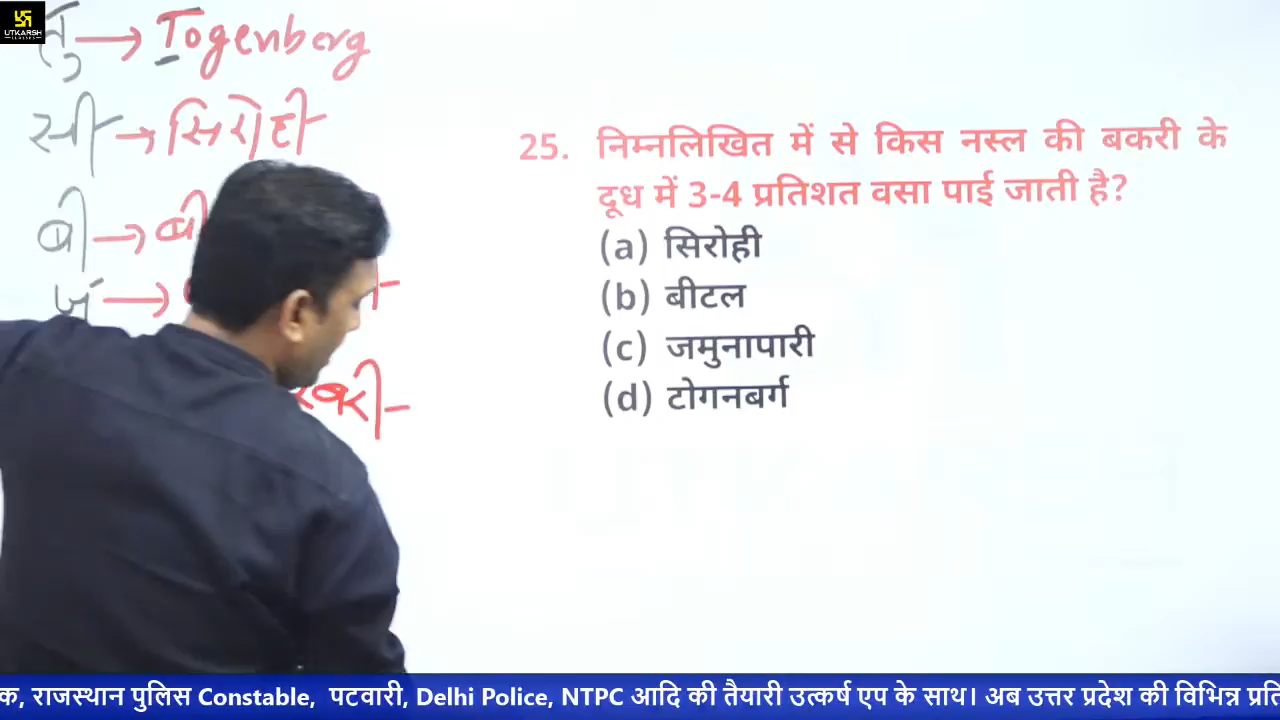 UTKARSH
CLASSES
तु → Togenberg
सी → सिरोही
बी → बी
25. निम्नलिखित में से किस नस्ल की बकरी के
दूध में 3-4 प्रतिशत वसा पाई जाती है?
(a) सिरोही
(b) बीटल
(c) जमुनापारी
(d) टोगनबर्ग
क, राजस्थान पुलिस Constable, पटवारी, Delhi Police, NTPC आदि की तैयारी उत्कर्ष एप के साथ। अब उत्तर प्रदेश की विभिन्न प्रति